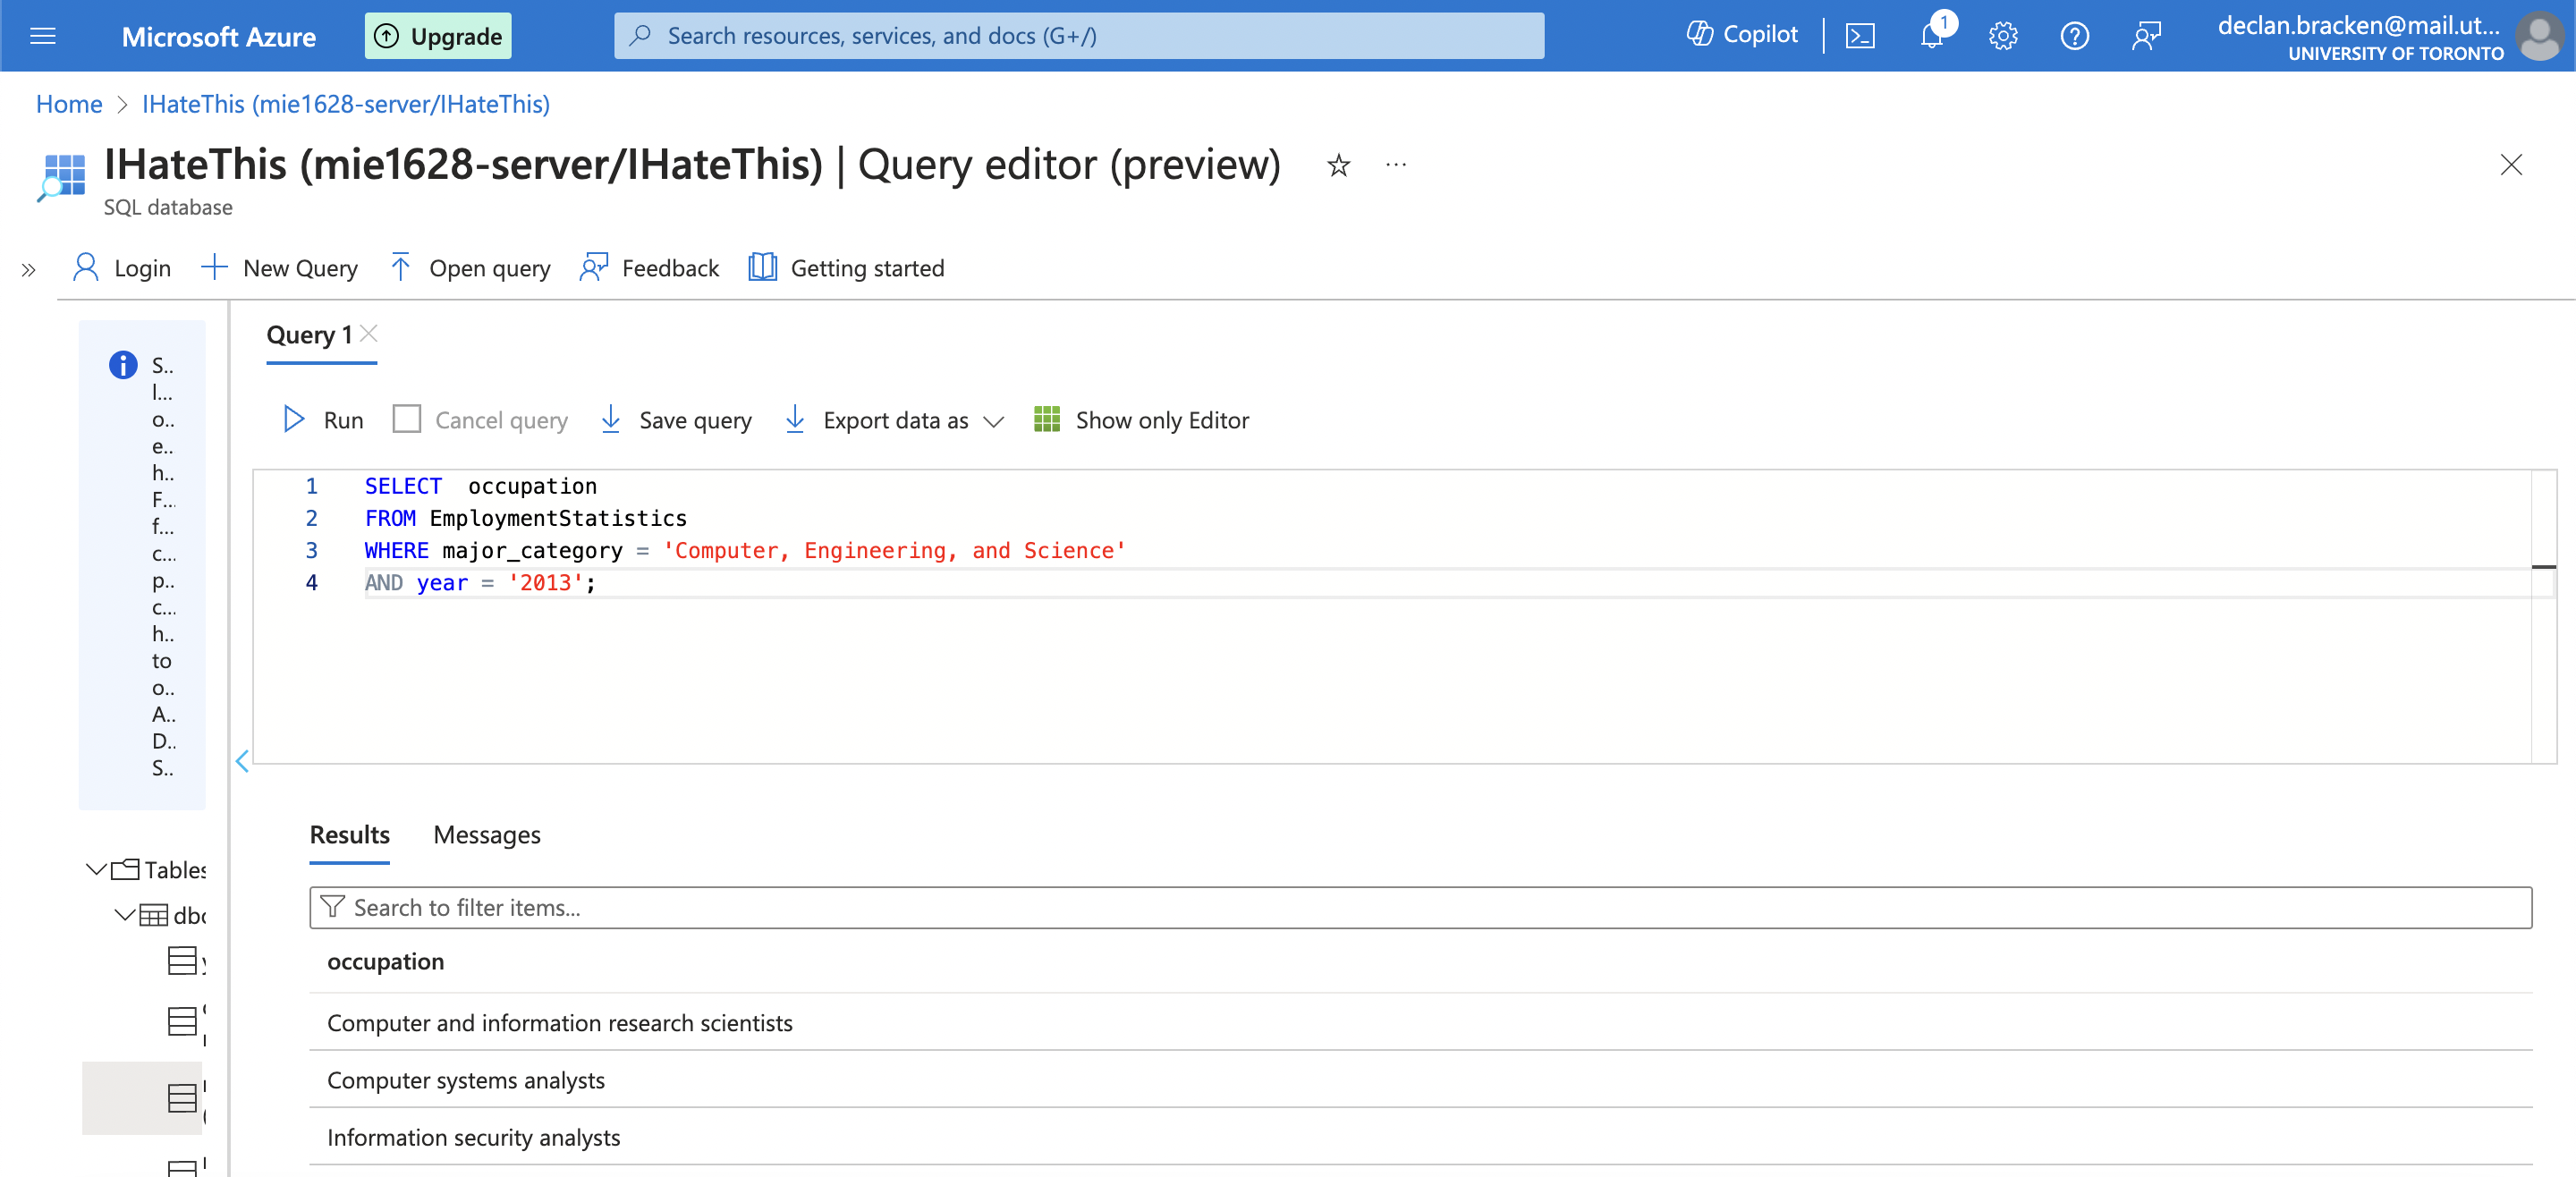 Microsoft Azure
Upgrade
Search resources, services, and docs (G+/)
Copilot
1
declan.bracken@mail.ut...
UNIVERSITY OF TORONTO
Home > IHateThis (mie1628-server/IHateThis)
IHateThis (mie1628-server/IHateThis) | Query editor (preview)
SQL database
Login
New Query
Open query
Feedback
Getting started
S..
I...
o..
e..
h..
F...
f...
c...
p..
c...
h..
to
o..
A..
D..
S..
Tables
Query 1
Run
Cancel query
Save query
Export data as
Show only Editor
1 SELECT  occupation
2 FROM EmploymentStatistics
3 WHERE major_category = 'Computer, Engineering, and Science'
4 AND year = '2013';
Results
Messages
Search to filter items...
occupation
Computer and information research scientists
Computer systems analysts
Information security analysts